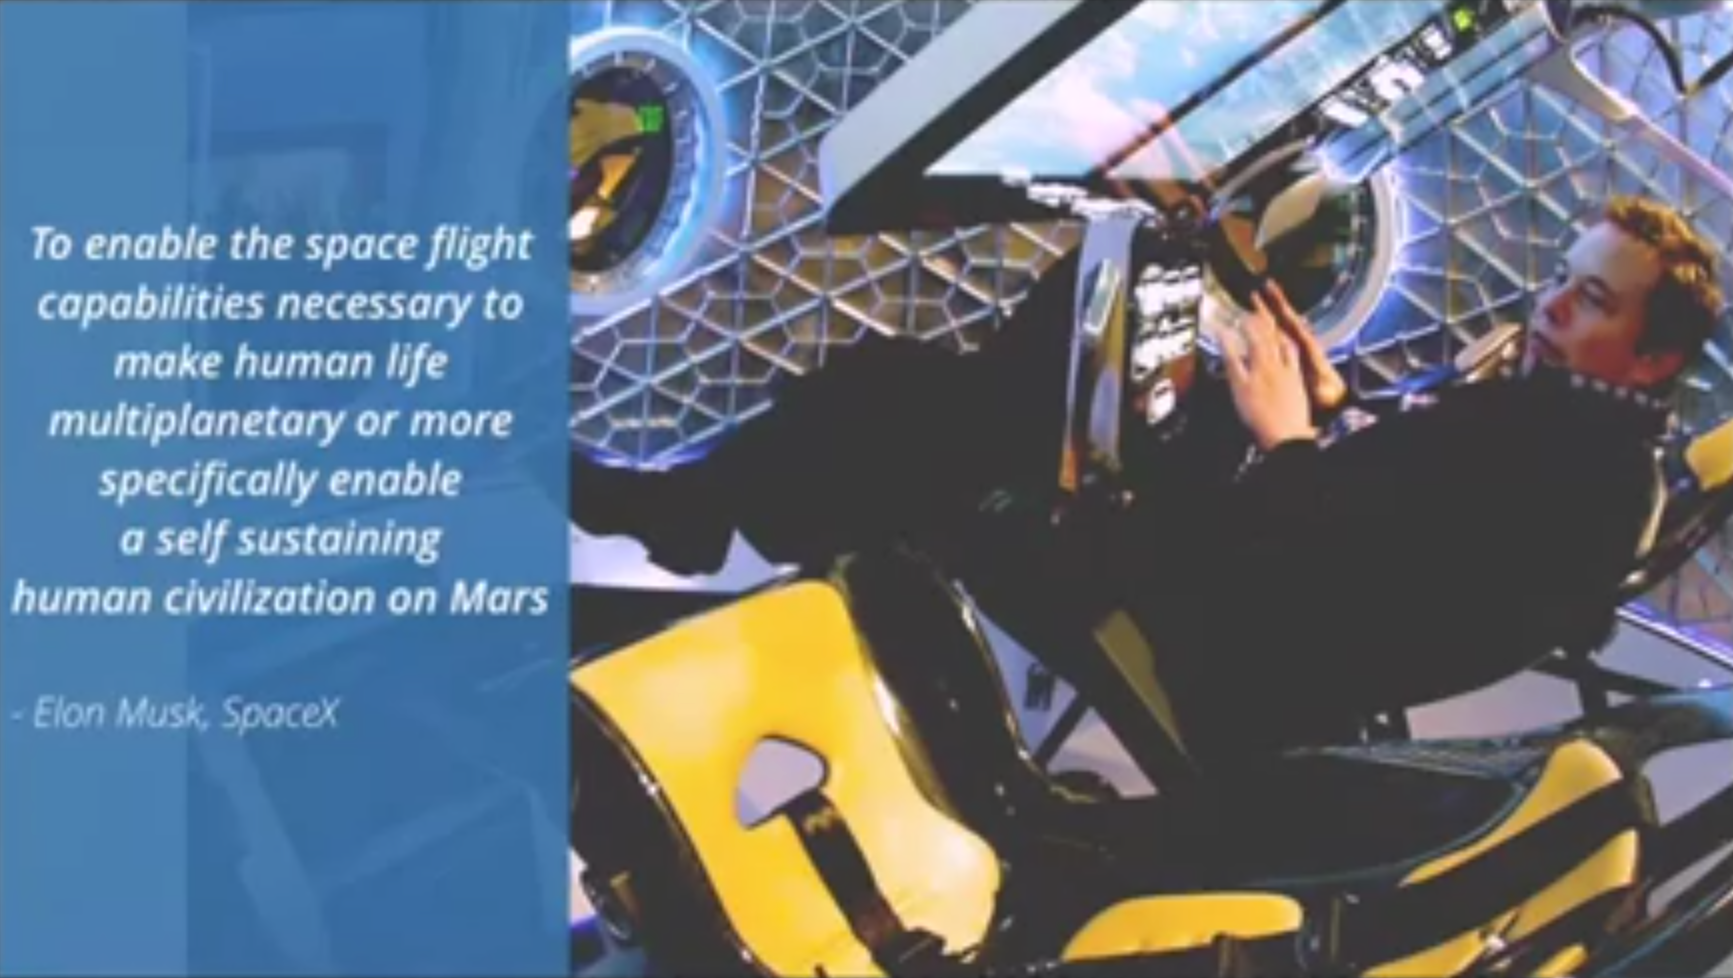 To enable the space flight
capabilities necessary to
make human life
multiplanetary or more
specifically enable
a self sustaining
human civilization on Mars
- Elon Musk, SpaceX